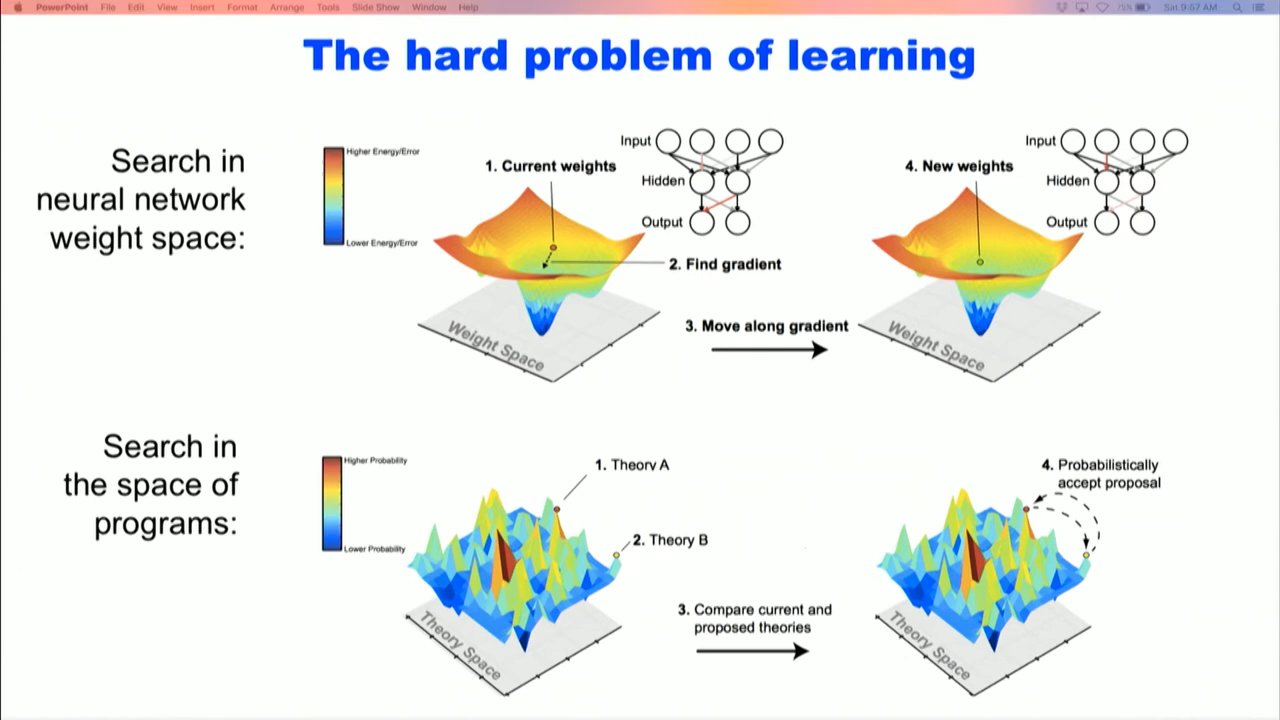 PowerPoint File Edit View Insert Format Arrange Tools Slide Show Window Help 75% Sat 9:57 AM
The hard problem of learning
Search in
neural network
weight space:
Higher Energy/Error
Lower Energy/Error
1. Current weights
Input
Hidden
Output
2. Find gradient
Weight Space
3. Move along gradient
4. New weights
Input
Hidden
Output
Weight Space
Search in
the space of
programs:
Higher Probability
Lower Probability
1. Theory A
2. Theory B
Theory Space
3. Compare current and
proposed theories
4. Probabilistically
accept proposal
Theory Space